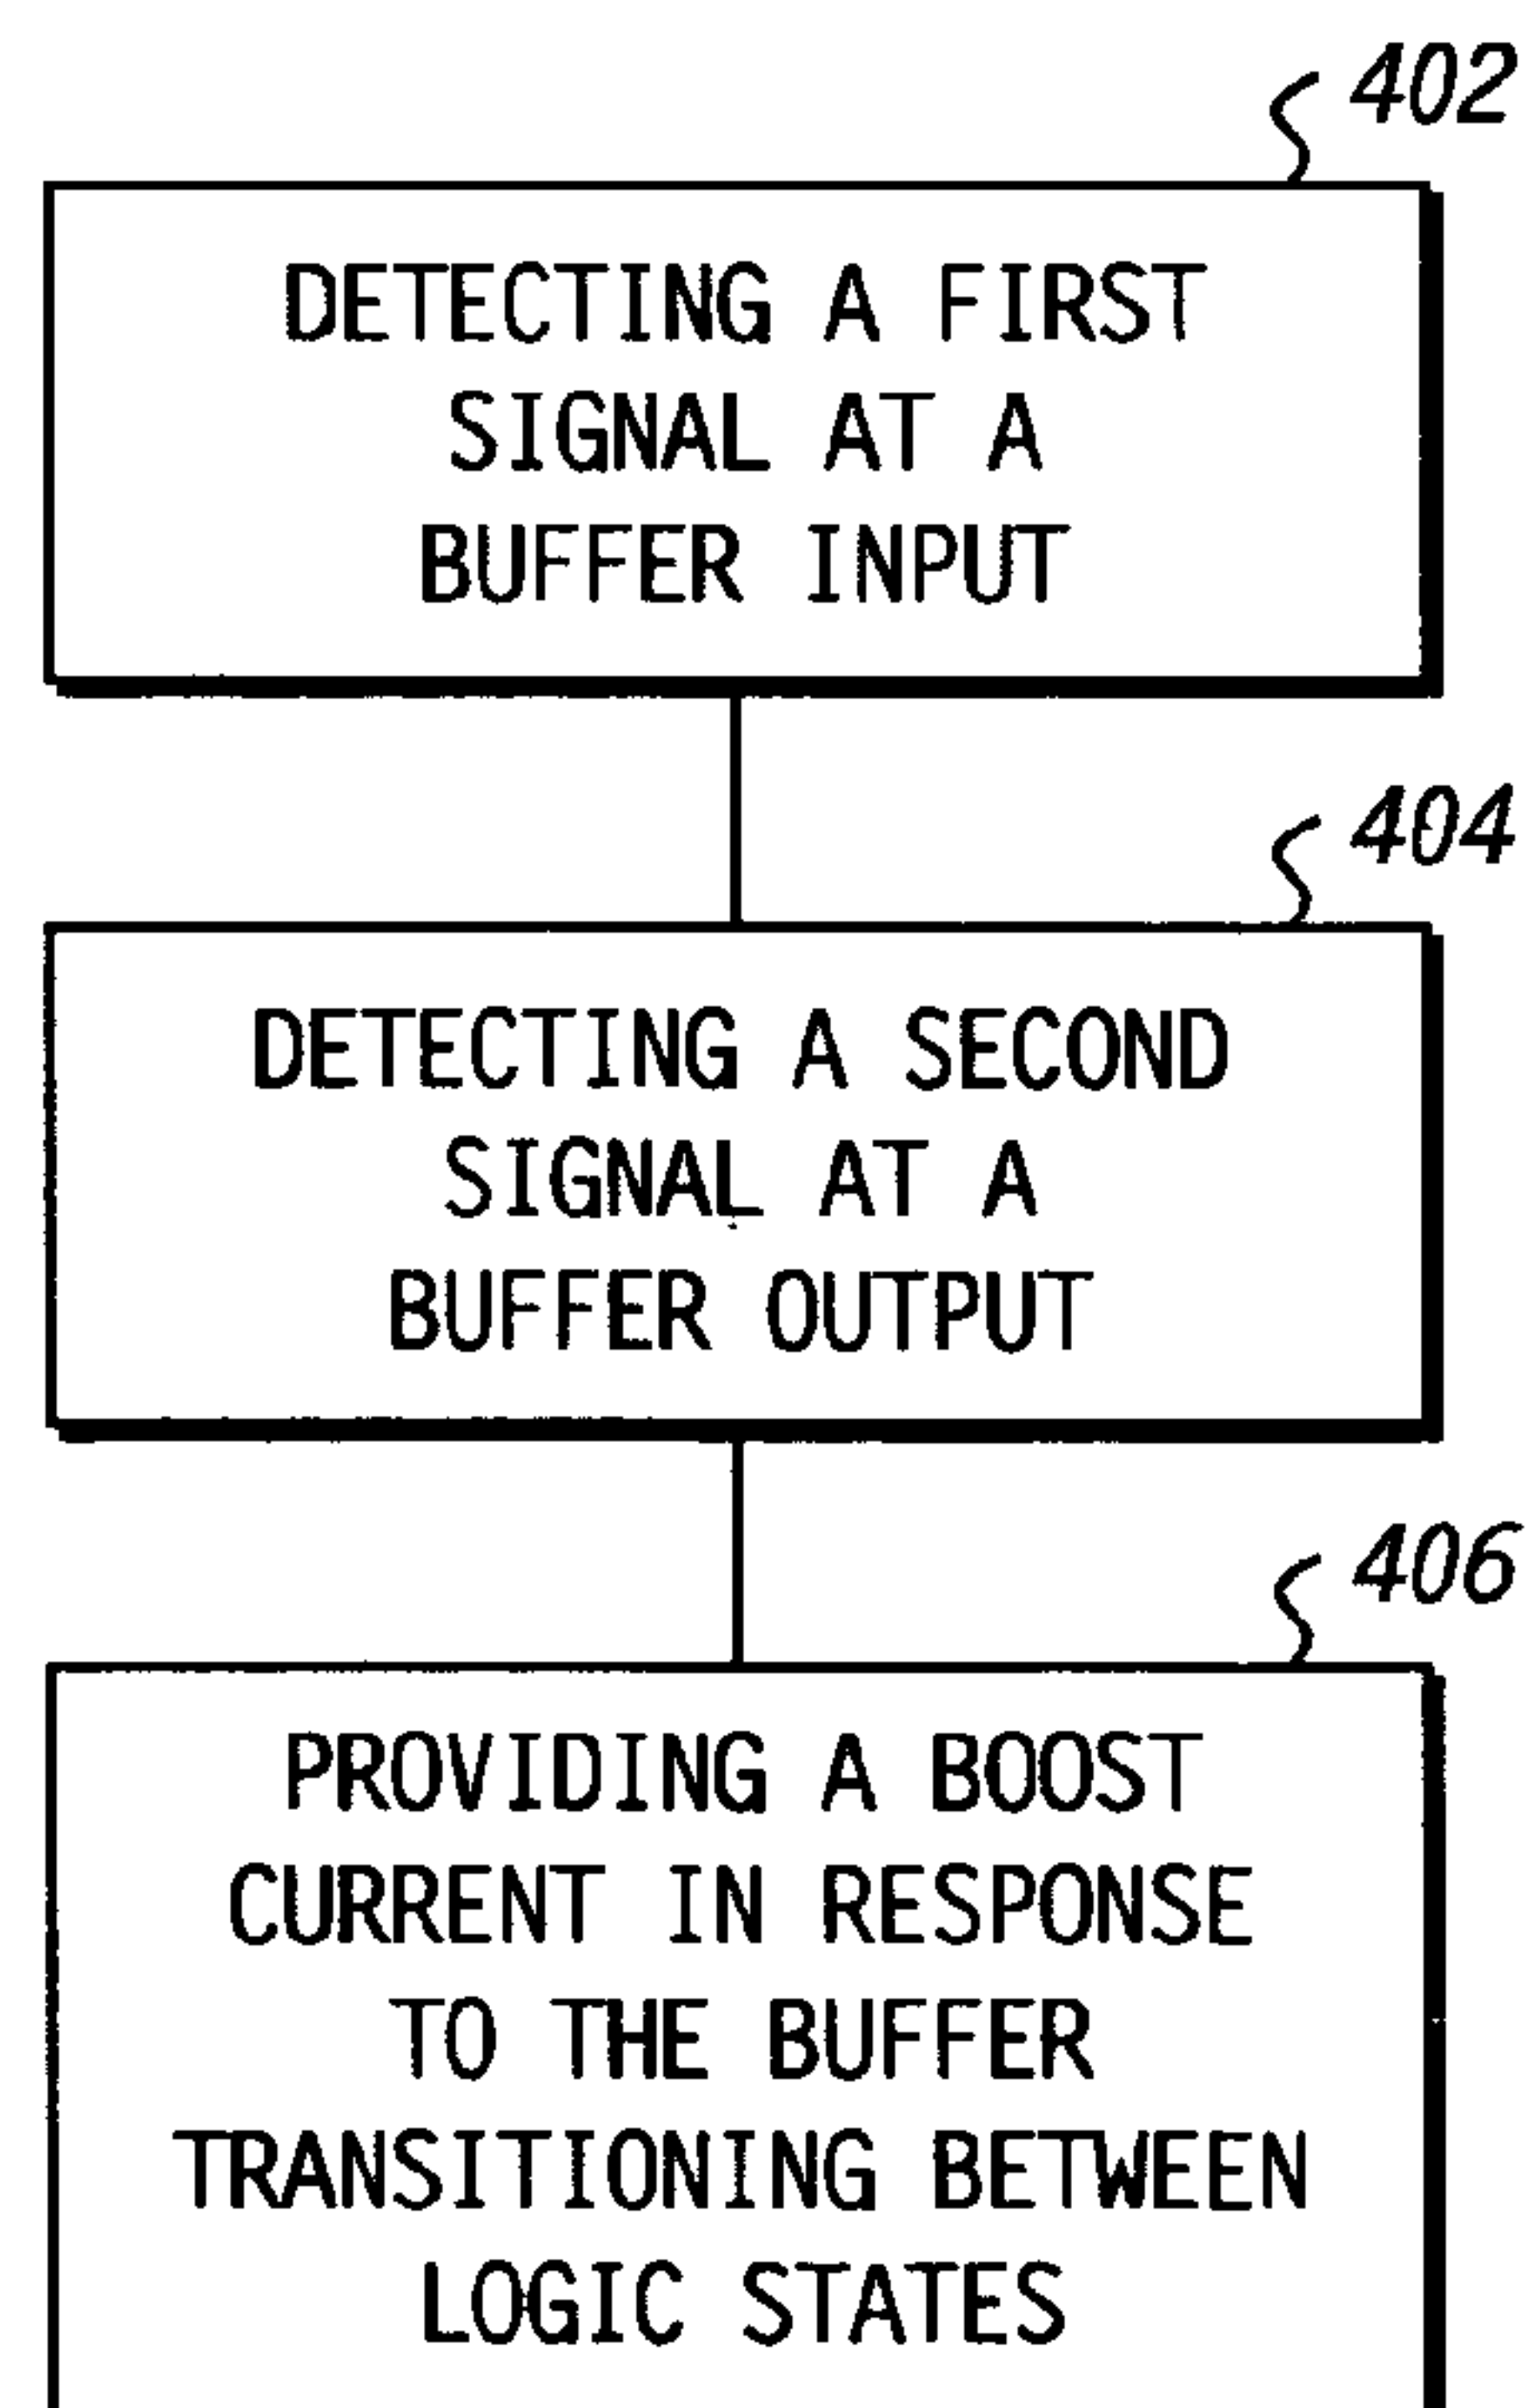 402
DETECTING A FIRST
SIGNAL AT A
BUFFER INPUT
404
DETECTING A SECOND
SIGNAL AT A
BUFFER OUTPUT
406
PROVIDING A BOOST
CURRENT IN RESPONSE
TO THE BUFFER
TRANSITIONING BETWEEN
LOGIC STATES